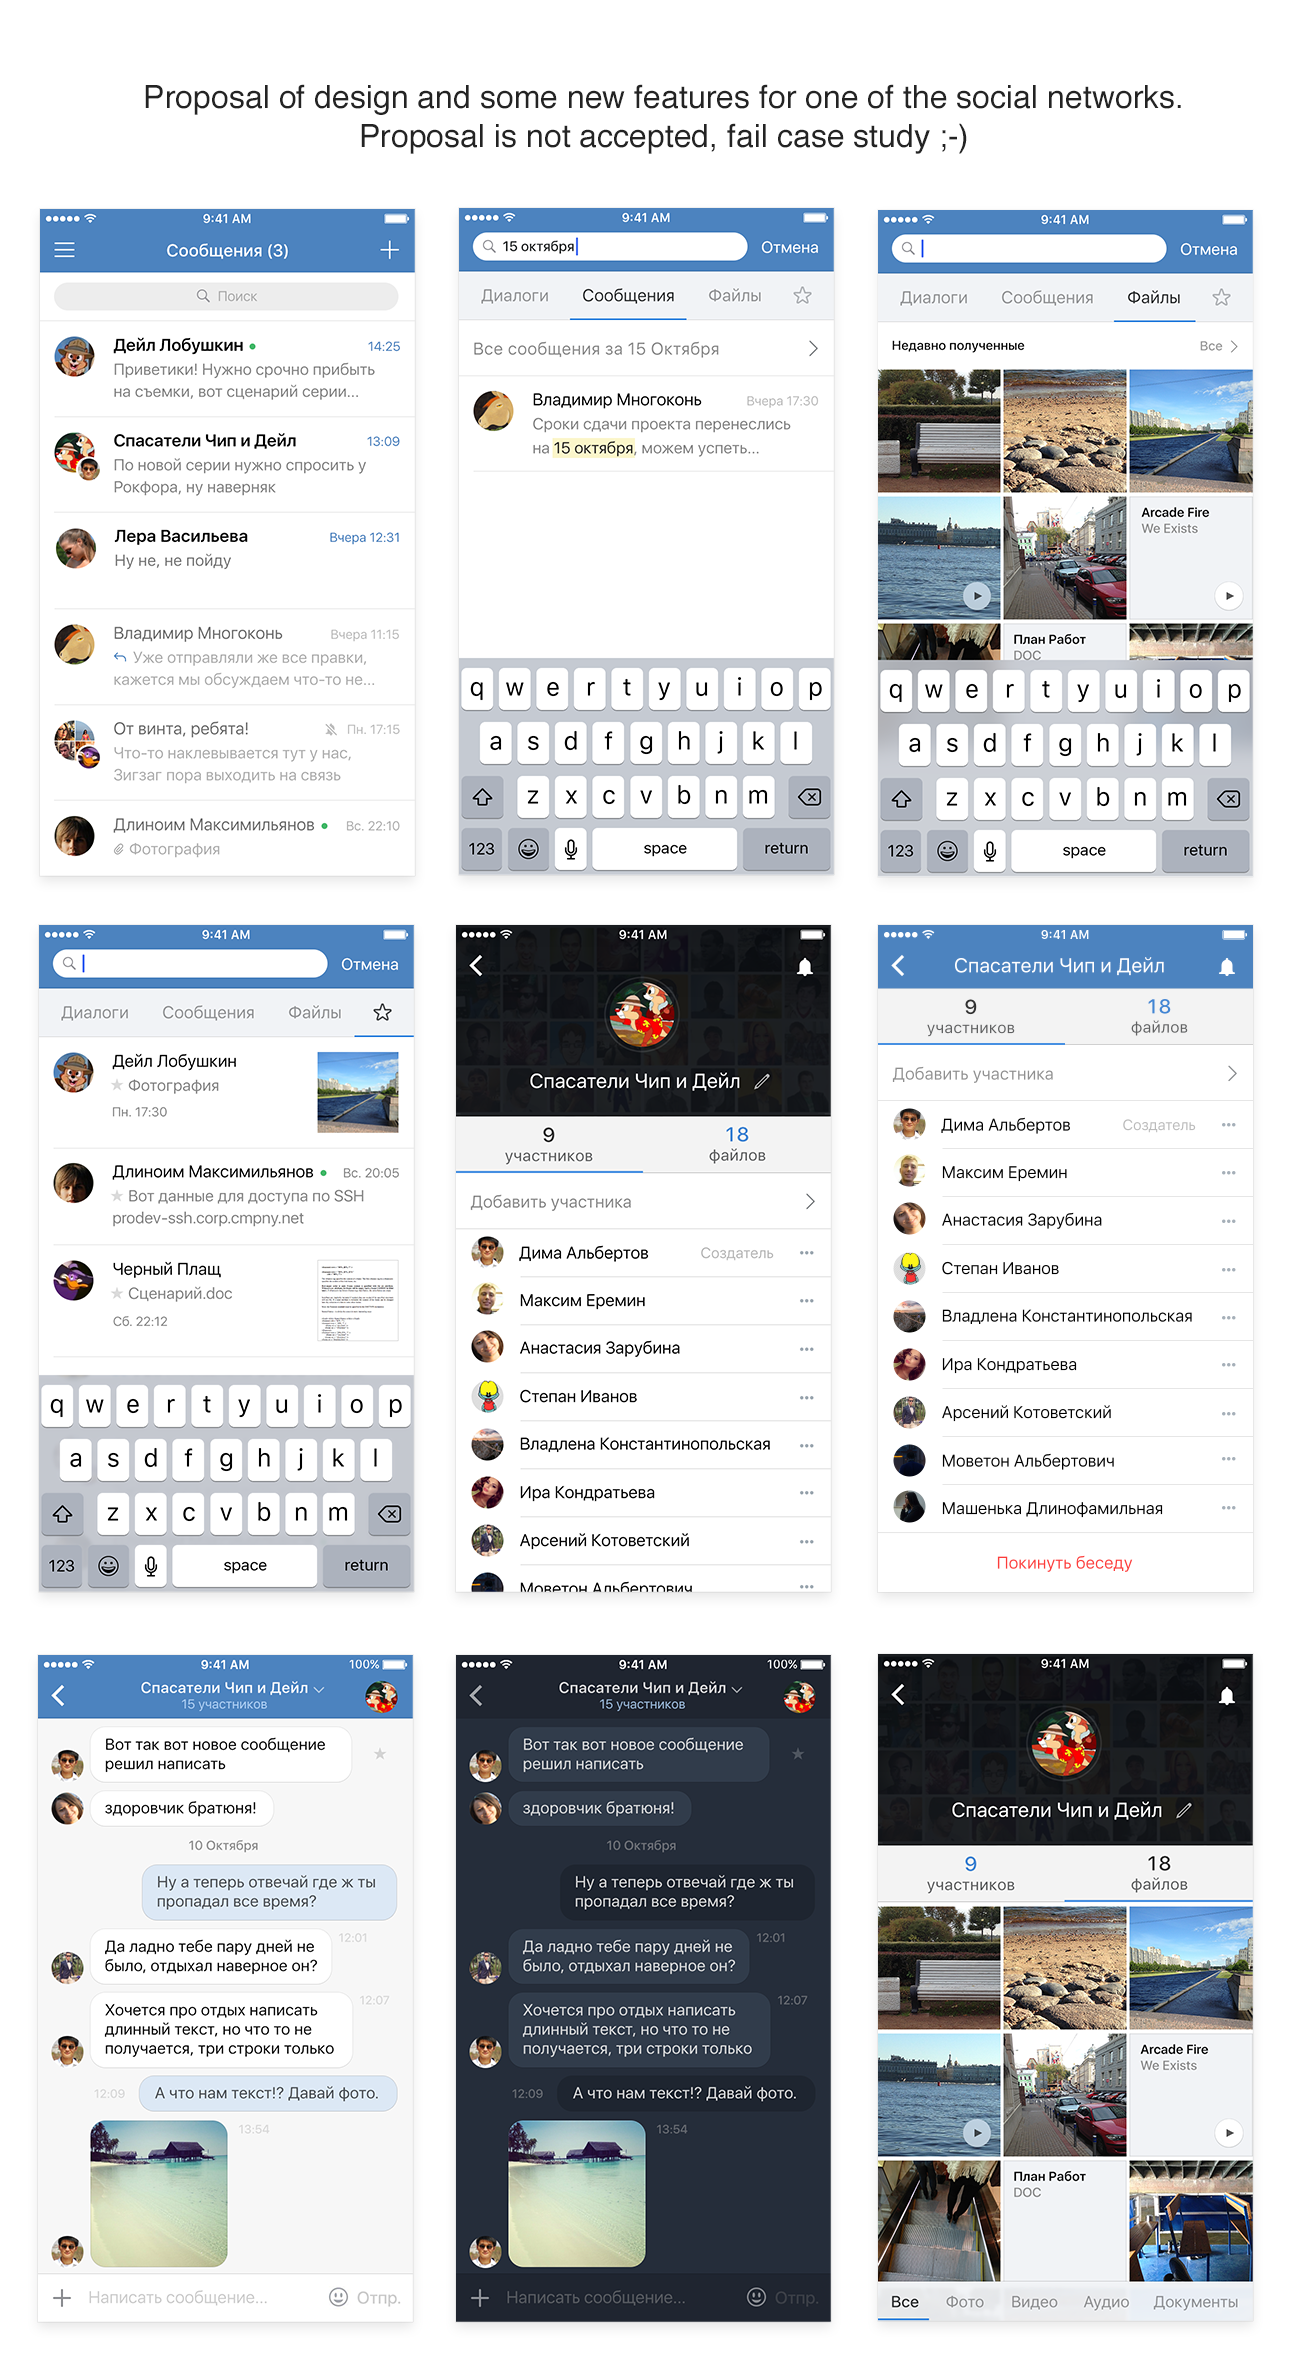 Proposal of design and some new features for one of the social networks.
Proposal is not accepted, fail case study ;-)
9:41 AM
Сообщения (3)
Поиск
Дейл Лобушкин 14:25
Приветики! Нужно срочно прибыть
на съемки, вот сценарий серии...
Спасатели Чип и Дейл 13:09
По новой серии нужно спросить у
Рокфора, ну наверняк
Лера Васильева Вчера 12:31
Ну не, не пойду
Владимир Многоконь Вчера 11:15
Уже отправляли же все правки,
кажется мы обсуждаем что-то не...
От винта, ребята! Пн. 17:15
Что-то наклевывается тут у нас,
Зигзаг пора выходить на связь
Длиноим Максимильянов Вс. 22:10
Фотография
9:41 AM
15 октября Отмена
Диалоги Сообщения Файлы
Все сообщения за 15 Октября
Владимир Многоконь Вчера 17:30
Сроки сдачи проекта перенеслись
на 15 октября, можем успеть...
q w e r t y u i o p
a s d f g h j k l
z x c v b n m
123 space return
9:41 AM
Отмена
Диалоги Сообщения Файлы
Недавно полученные Все
Arcade Fire
We Exists
План Работ
DOC
q w e r t y u i o p
a s d f g h j k l
z x c v b n m
123 space return
9:41 AM
Отмена
Диалоги Сообщения Файлы
Дейл Лобушкин
Фотография
Пн. 17:30
Длиноим Максимильянов Вс. 20:05
Вот данные для доступа по SSH
prodev-ssh.corp.cmpny.net
Черный Плащ
Сценарий.doc
Сб. 22:12
q w e r t y u i o p
a s d f g h j k l
z x c v b n m
123 space return
9:41 AM
Спасатели Чип и Дейл
9 18
участников файлов
Добавить участника
Дима Альбертов Создатель
Максим Еремин
Анастасия Зарубина
Степан Иванов
Владлена Константинопольская
Ира Кондратьева
Арсений Котоветский
Моветон Альбертович
9:41 AM
Спасатели Чип и Дейл
9 18
участников файлов
Добавить участника
Дима Альбертов Создатель
Максим Еремин
Анастасия Зарубина
Степан Иванов
Владлена Константинопольская
Ира Кондратьева
Арсений Котоветский
Моветон Альбертович
Машенька Длинофамильная
Покинуть беседу
9:41 AM 100%
Спасатели Чип и Дейл
15 участников
Вот так вот новое сообщение
решил написать
здоровчик братюня!
10 Октября
Ну а теперь отвечай где ж ты
пропадал все время?
12:01
Да ладно тебе пару дней не
было, отдыхал наверное он?
12:07
Хочется про отдых написать
длинный текст, но что то не
получается, три строки только
12:09 А что нам текст!? Давай фото.
13:54
Написать сообщение... Отпр.
9:41 AM 100%
Спасатели Чип и Дейл
15 участников
Вот так вот новое сообщение
решил написать
здоровчик братюня!
10 Октября
Ну а теперь отвечай где ж ты
пропадал все время?
12:01
Да ладно тебе пару дней не
было, отдыхал наверное он?
12:07
Хочется про отдых написать
длинный текст, но что то не
получается, три строки только
12:09 А что нам текст!? Давай фото.
13:54
Написать сообщение... Отпр.
9:41 AM
Спасатели Чип и Дейл
9 18
участников файлов
Arcade Fire
We Exists
План Работ
DOC
Все Фото Видео Аудио Документы